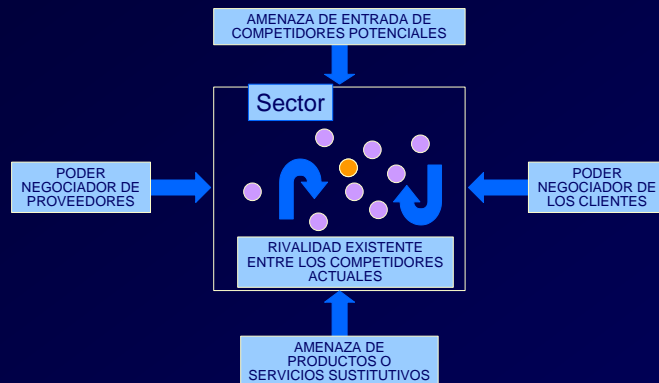 AMENAZA DE ENTRADA DE
COMPETIDORES POTENCIALES
Sector
PODER
NEGOCIADOR DE
PROVEEDORES
PODER
NEGOCIADOR DE
LOS CLIENTES
RIVALIDAD EXISTENTE
ENTRE LOS COMPETIDORES
ACTUALES
AMENAZA DE
PRODUCTOS O
SERVICIOS SUSTITUTIVOS